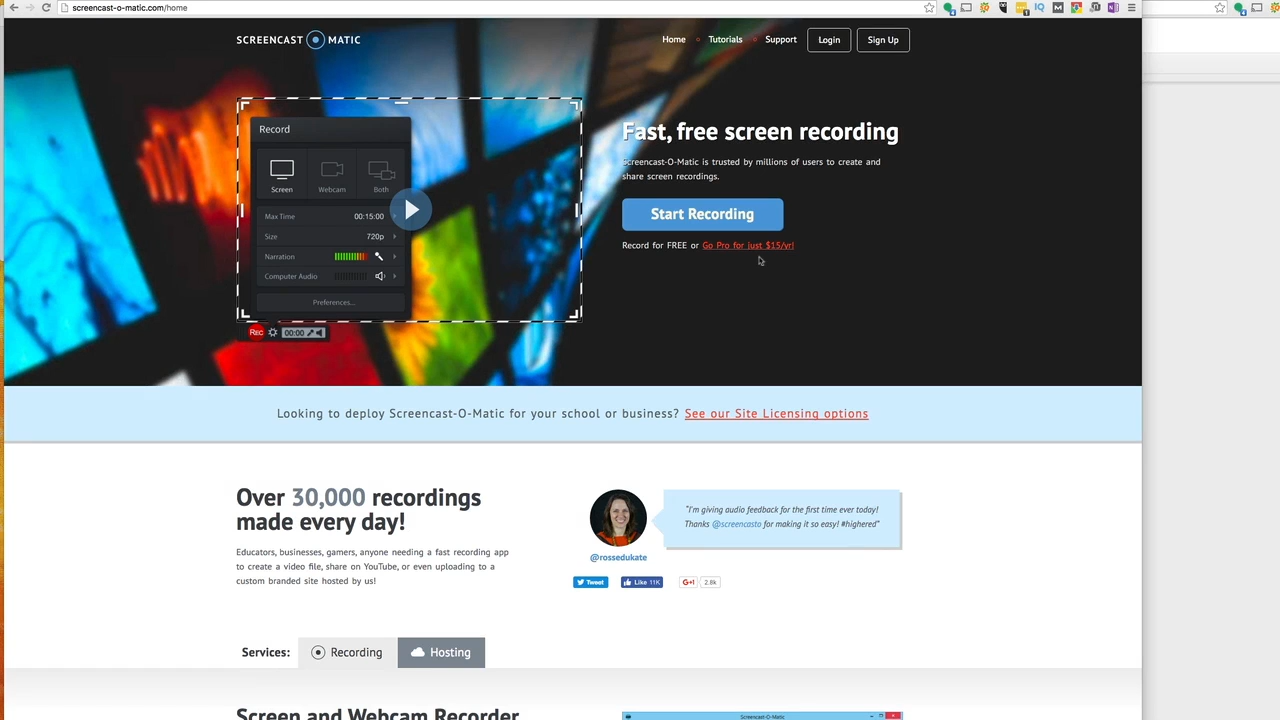 screencast-o-matic.com/home
SCREENCAST MATIC
Home Tutorials Support Login Sign Up
Record
Screen Webcam Both
Max Time 00:15:00
Size 720p
Narration
Computer Audio
Preferences...
REC 00:00
Fast, free screen recording
Screencast-O-Matic is trusted by millions of users to create and
share screen recordings.
Start Recording
Record for FREE or Go Pro for just $15/yr!
Looking to deploy Screencast-O-Matic for your school or business? See our Site Licensing options
Over 30,000 recordings
made every day!
Educators, businesses, gamers, anyone needing a fast recording app
to create a video file, share on YouTube, or even uploading to a
custom branded site hosted by us!
"I'm giving audio feedback for the first time ever today!
Thanks @screencasto for making it so easy! #highered"
@rossedukate
Tweet Like 11K G+1 2.8k
Services: Recording Hosting
Screen and Webcam Recorder
Screencast-O-Matic